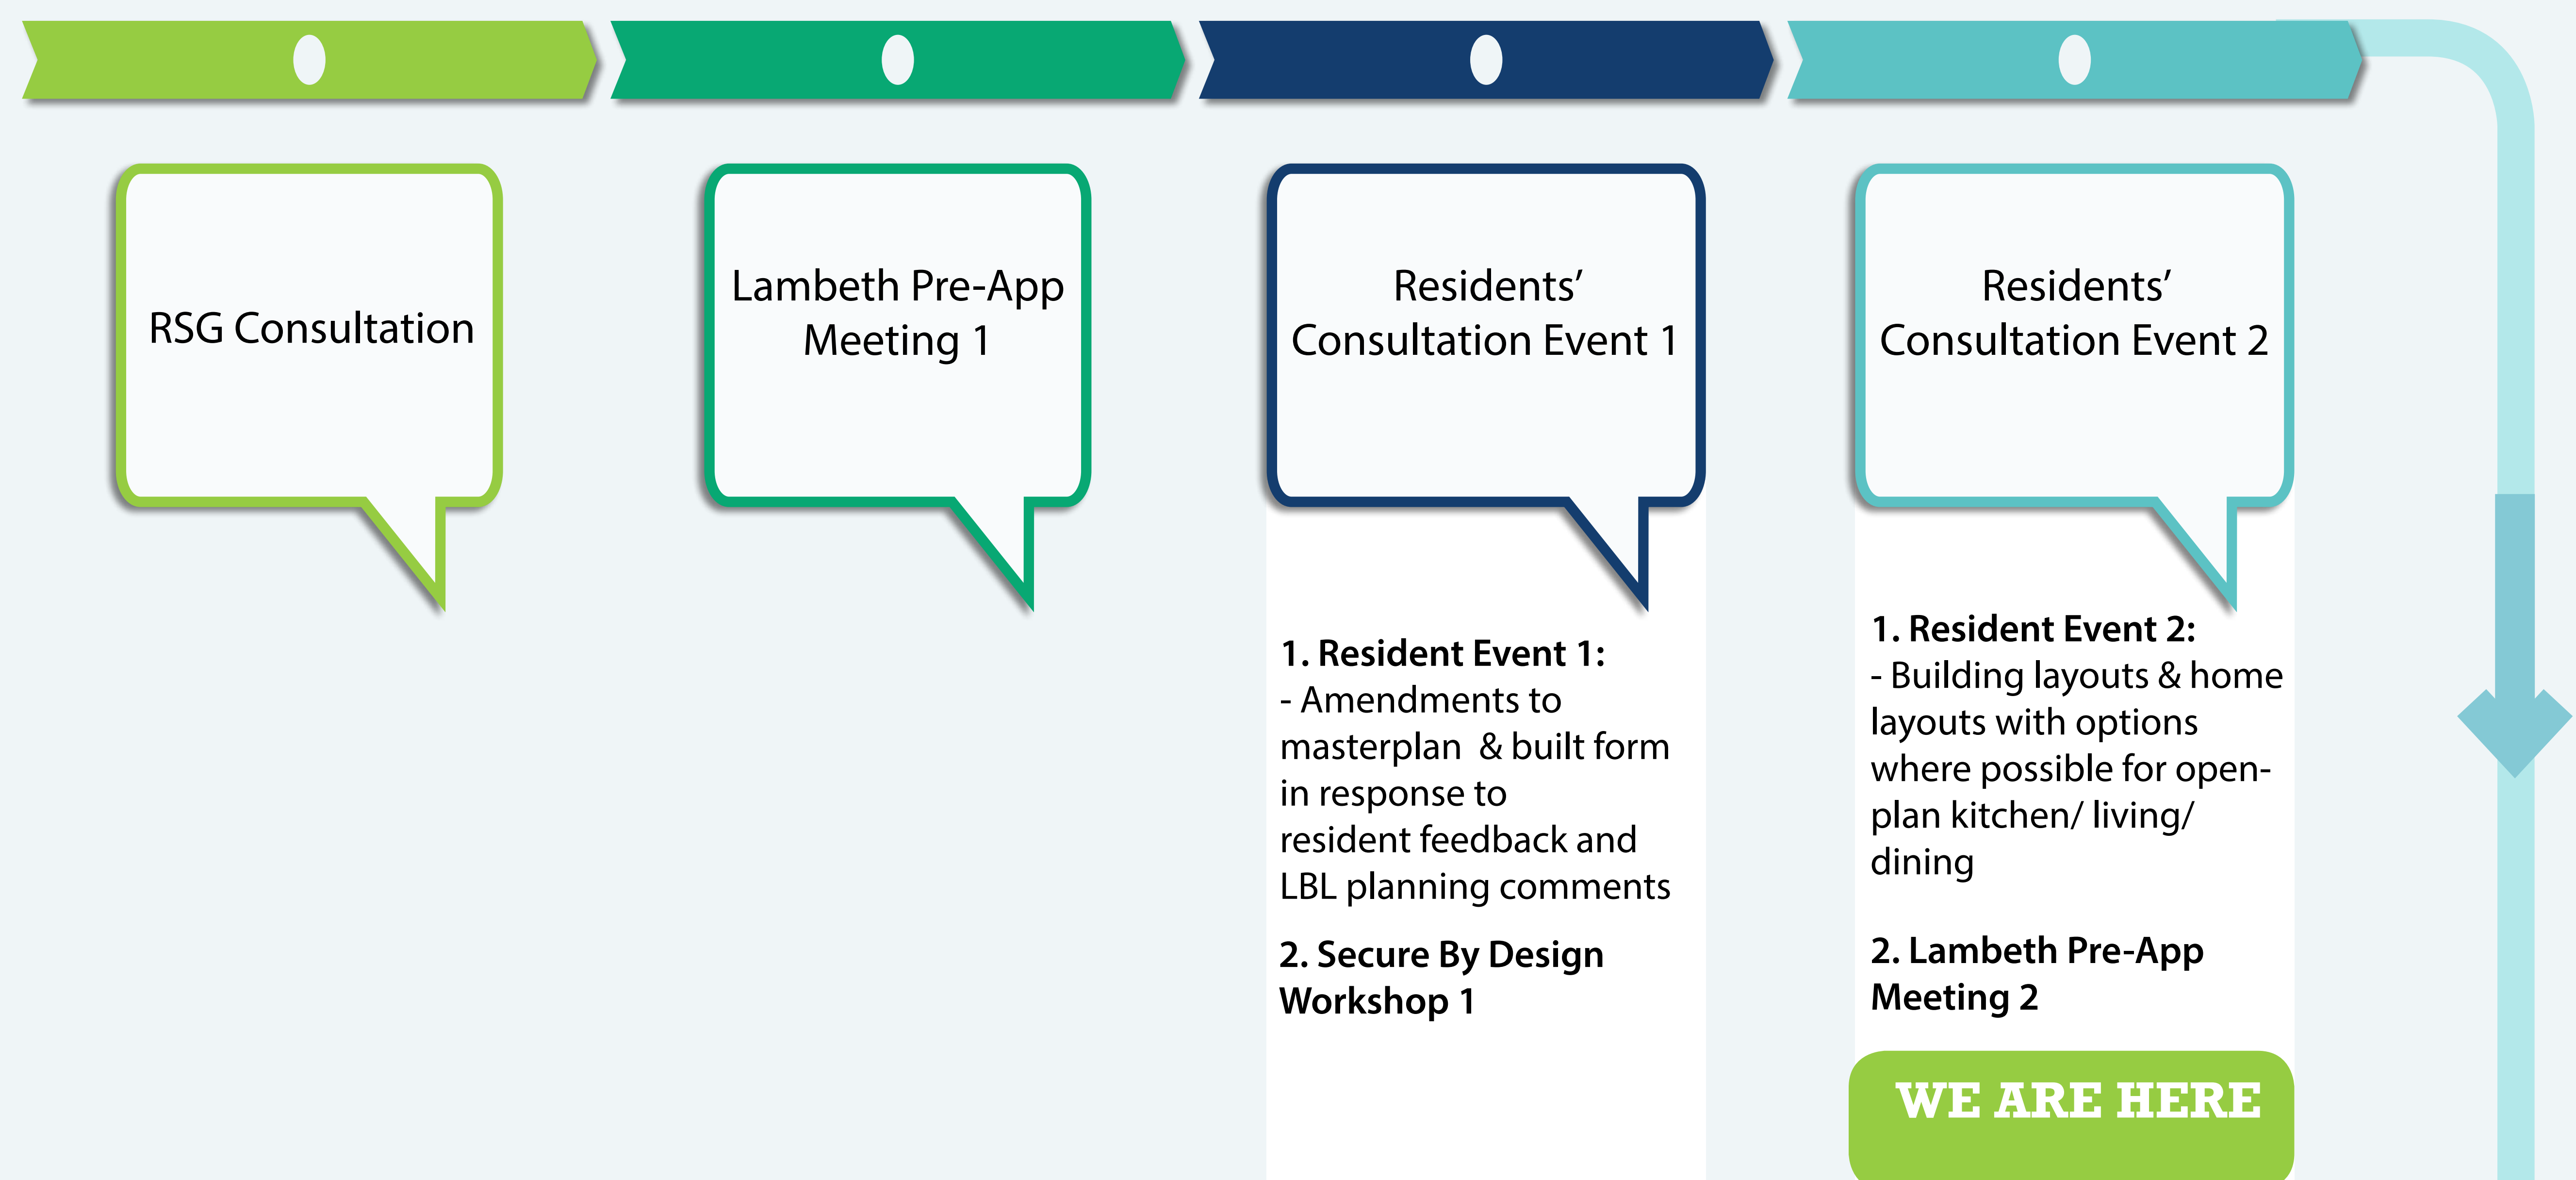 RSG Consultation
Lambeth Pre-App
Meeting 1
Residents’
Consultation Event 1
Residents’
Consultation Event 2
1. Resident Event 1:
- Amendments to
masterplan & built form
in response to
resident feedback and
LBL planning comments
2. Secure By Design
Workshop 1
1. Resident Event 2:
- Building layouts & home
layouts with options
where possible for open-
plan kitchen/ living/
dining
2. Lambeth Pre-App
Meeting 2
WE ARE HERE